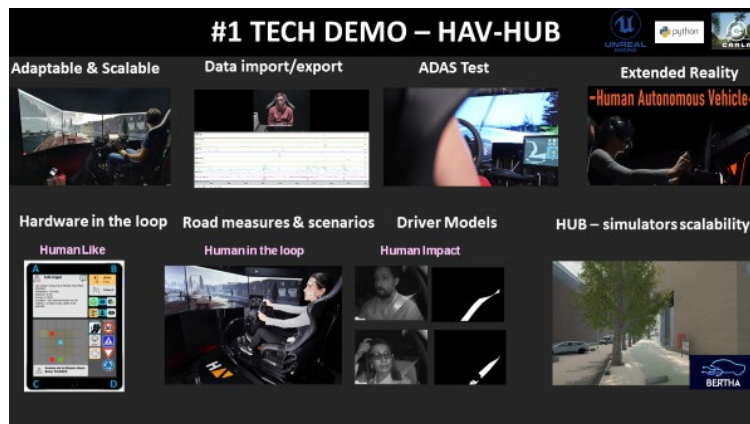 #1 TECH DEMO – HAV-HUB
UNREAL
ENGINE
python
CARLA
Adaptable & Scalable
Data import/export
ADAS Test
Extended Reality
-Human Autonomous Vehicle-
Hardware in the loop
Road measures & scenarios
Driver Models
HUB – simulators scalability
Human Like
Human in the loop
Human Impact
A
B
C
D
BERTHA